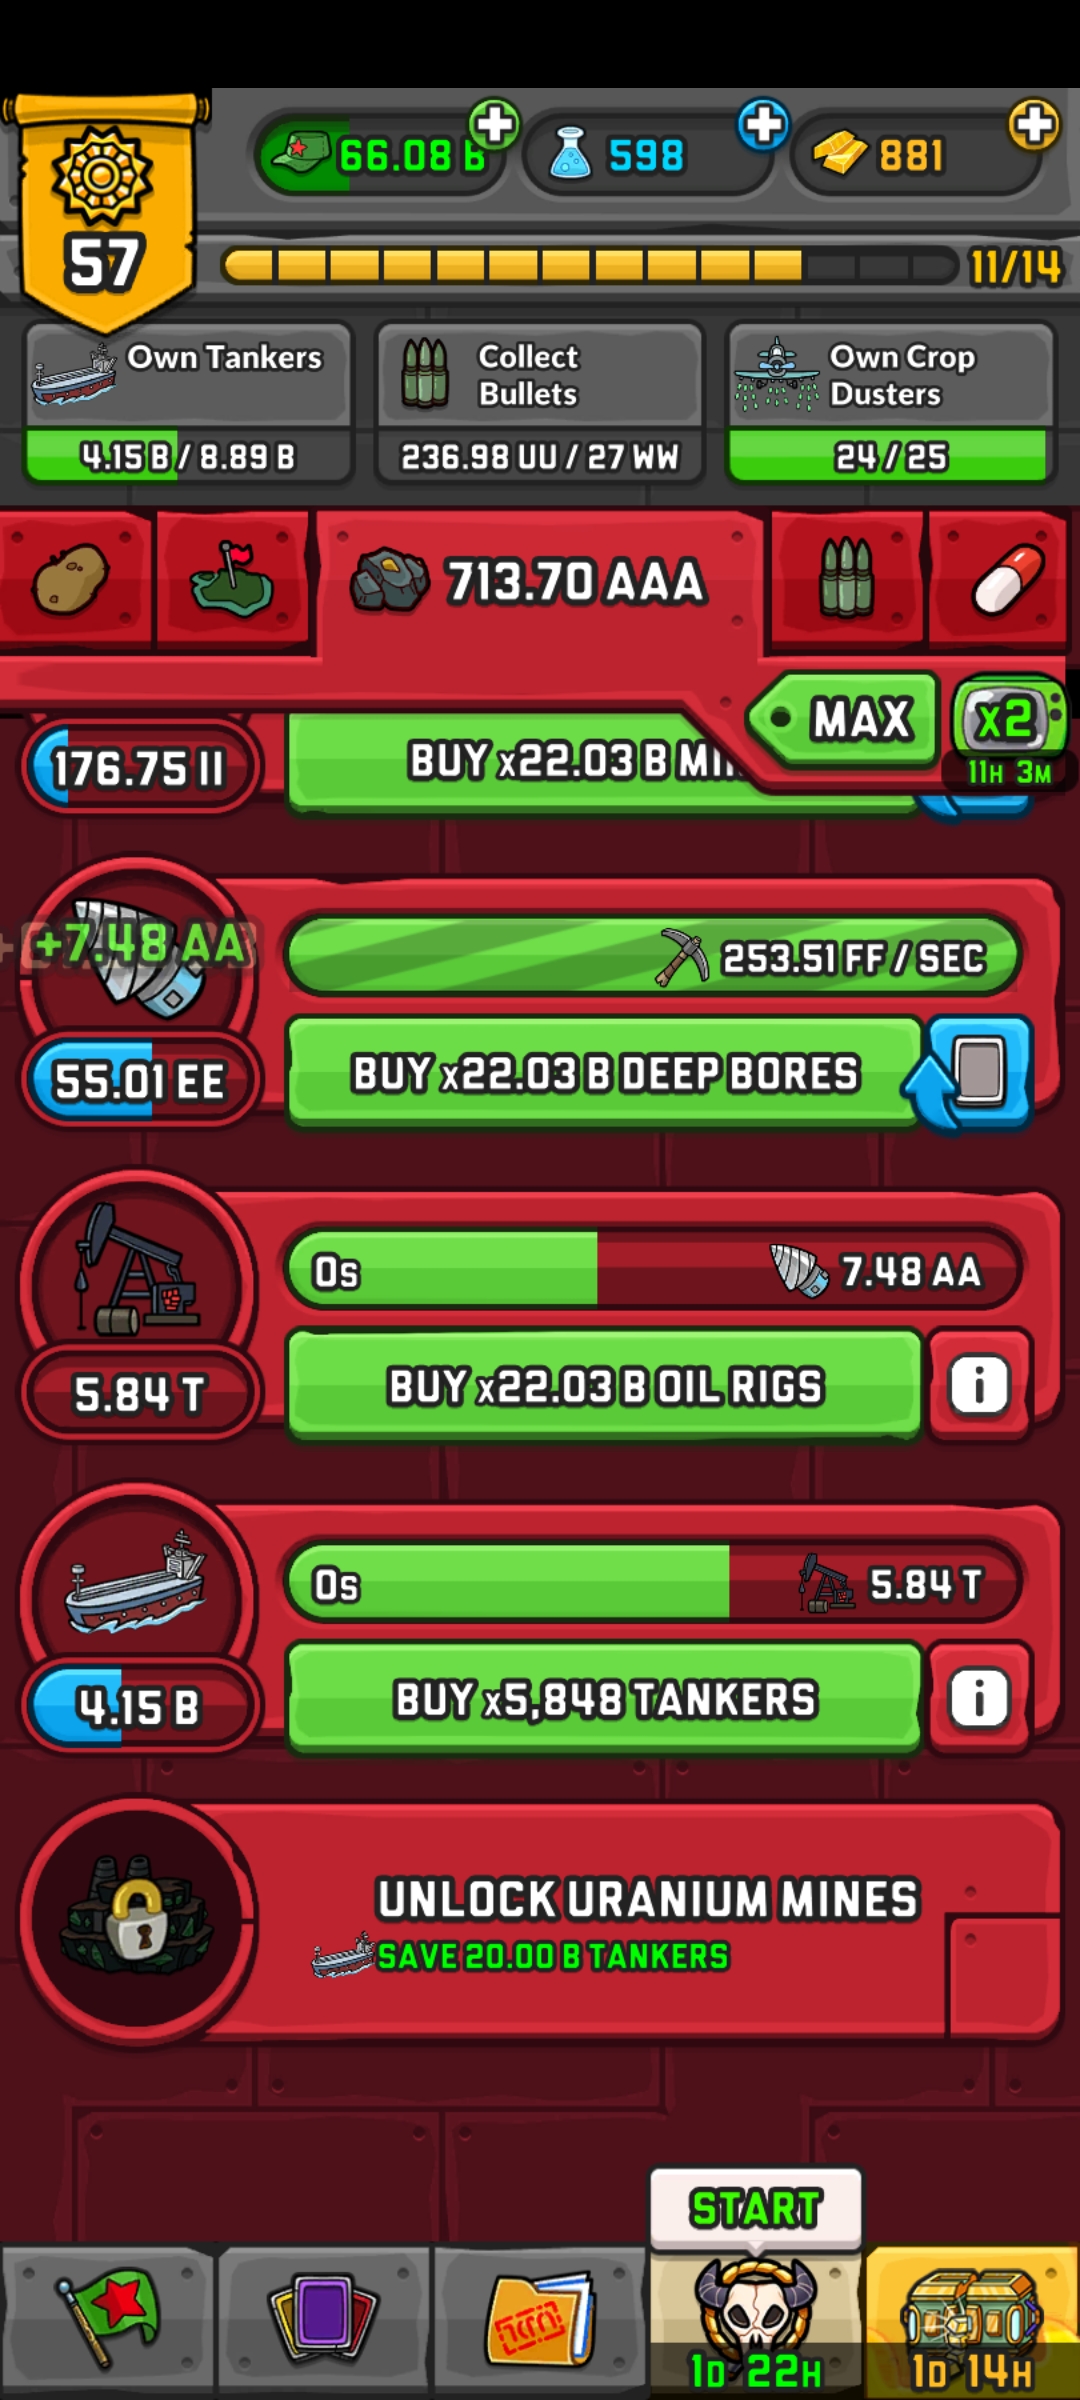 66.08 B
598
881
57
11/14
Own Tankers
4.15 B / 8.89 B
Collect
Bullets
236.98 UU / 27 WW
Own Crop
Dusters
24 / 25
713.70 AAA
MAX
x2
11H 3M
176.75 II
BUY x22.03 B
+7.48 AA
253.51 FF / SEC
55.01 EE
BUY x22.03 B DEEP BORES
0s
7.48 AA
5.84 T
BUY x22.03 B OIL RIGS
i
0s
5.84 T
4.15 B
BUY x5,848 TANKERS
i
UNLOCK URANIUM MINES
SAVE 20.00 B TANKERS
START
1D 22H
1D 14H